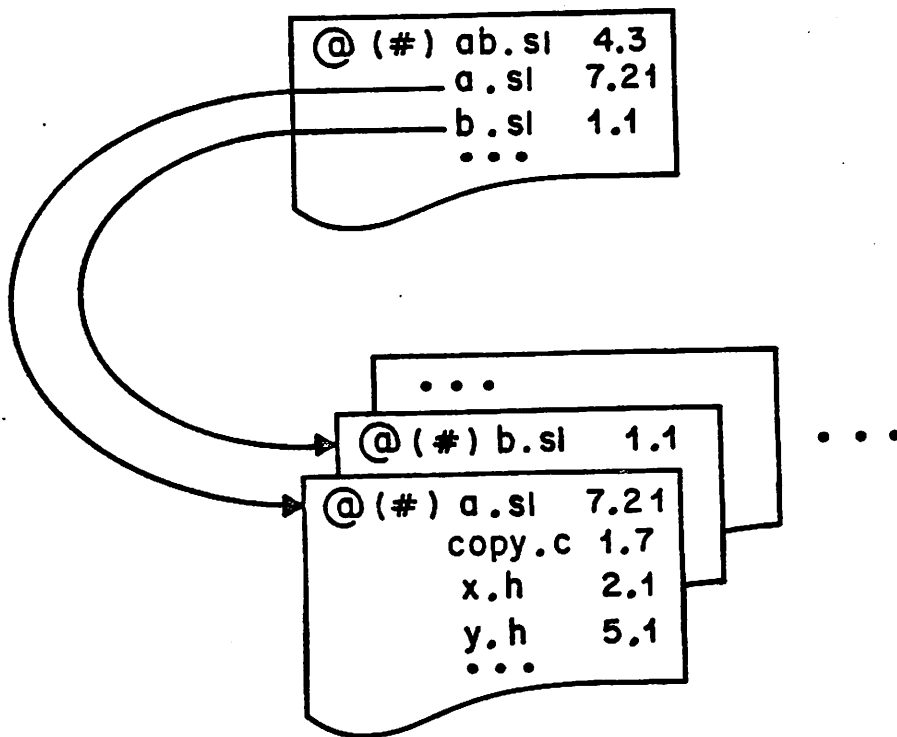 @ (#) ab.sl 4.3
a.sl 7.21
b.sl 1.1
• • •
• • •
@ (#) b.sl 1.1
• • •
@ (#) a.sl 7.21
copy.c 1.7
x.h 2.1
y.h 5.1
• • •